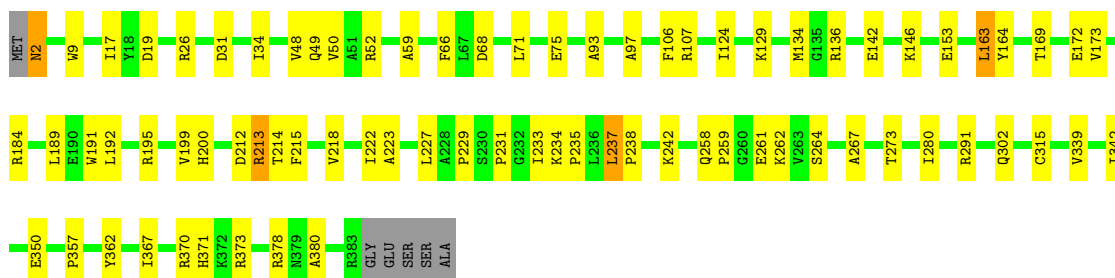 MET N2 W9 I17 Y18 D19 R26 D31 I34 V48 Q49 V50 A51 R52 A59 F66 L67 D68 L71 E75 A93 A97 F106 R107 I124 K129 M134 G135 R136 E142 K146 E153 L163 Y164 T169 E172 V173
R184 L189 E190 W191 L192 R195 V199 H200 D212 R213 T214 F215 V218 I222 A223 L227 A228 P229 S230 P231 G232 I233 K234 P235 L236 L237 P238 K242 Q258 P259 G260 E261 K262 V263 S264 A267 T273 I280 R291 Q302 C315 V339
E350 P357 Y362 I367 R370 H371 K372 R373 R378 N379 A380 R383 GLY GLU SER SER ALA